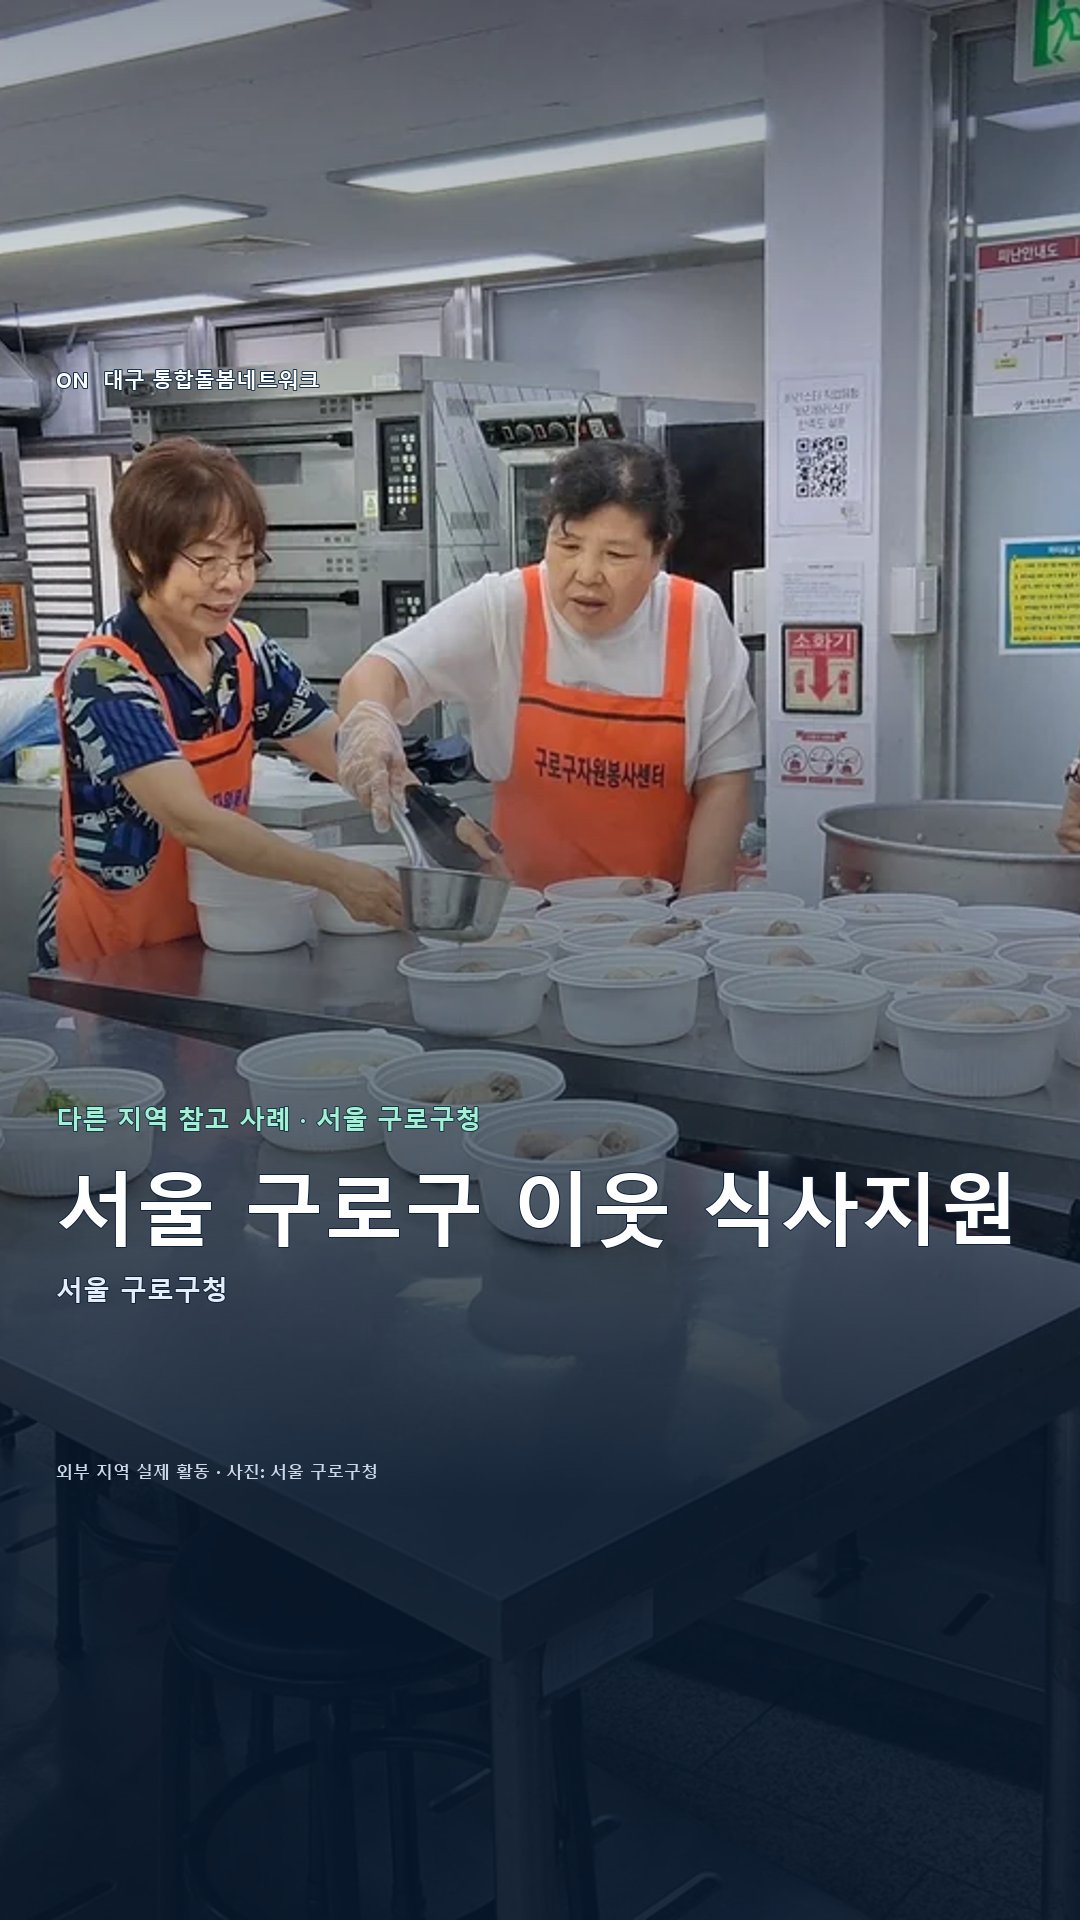 피난안내도
ON 대구 통합돌봄네트워크
소화기
구로구자원봉사센터
다른 지역 참고 사례 · 서울 구로구청
서울 구로구 이웃 식사지원
서울 구로구청
외부 지역 실제 활동 · 사진: 서울 구로구청